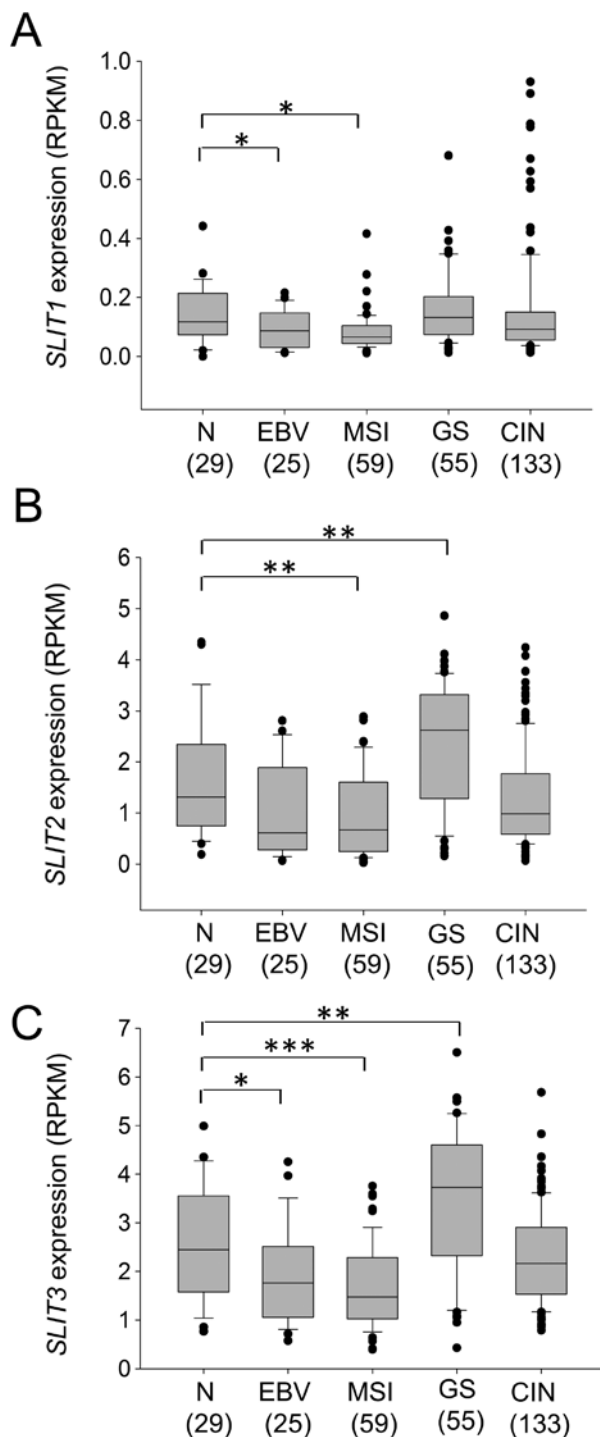 A
SLIT1 expression (RPKM)
1.0
0.8
0.6
0.4
0.2
0.0
*
*
N EBV MSI GS CIN
(29) (25) (59) (55) (133)
B
SLIT2 expression (RPKM)
6
5
4
3
2
1
0
**
**
N EBV MSI GS CIN
(29) (25) (59) (55) (133)
C
SLIT3 expression (RPKM)
7
6
5
4
3
2
1
0
**
***
*
N EBV MSI GS CIN
(29) (25) (59) (55) (133)